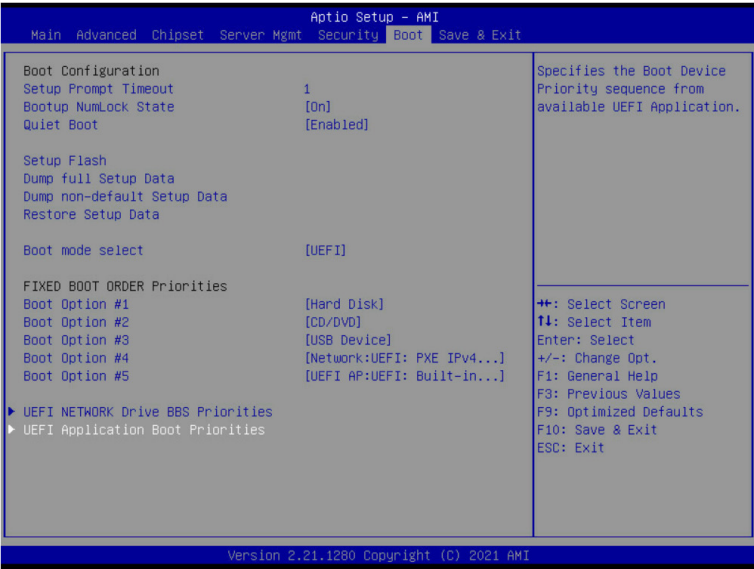 Aptio Setup – AMI
Main Advanced Chipset Server Mgmt Security Boot Save & Exit
Boot Configuration
Setup Prompt Timeout 1
Bootup NumLock State [On]
Quiet Boot [Enabled]
Setup Flash
Dump full Setup Data
Dump non-default Setup Data
Restore Setup Data
Boot mode select [UEFI]
FIXED BOOT ORDER Priorities
Boot Option #1 [Hard Disk]
Boot Option #2 [CD/DVD]
Boot Option #3 [USB Device]
Boot Option #4 [Network:UEFI: PXE IPv4...]
Boot Option #5 [UEFI AP:UEFI: Built-in...]
UEFI NETWORK Drive BBS Priorities
UEFI Application Boot Priorities
Specifies the Boot Device
Priority sequence from
available UEFI Application.
→←: Select Screen
↑↓: Select Item
Enter: Select
+/-: Change Opt.
F1: General Help
F3: Previous Values
F9: Optimized Defaults
F10: Save & Exit
ESC: Exit
Version 2.21.1280 Copyright (C) 2021 AMI